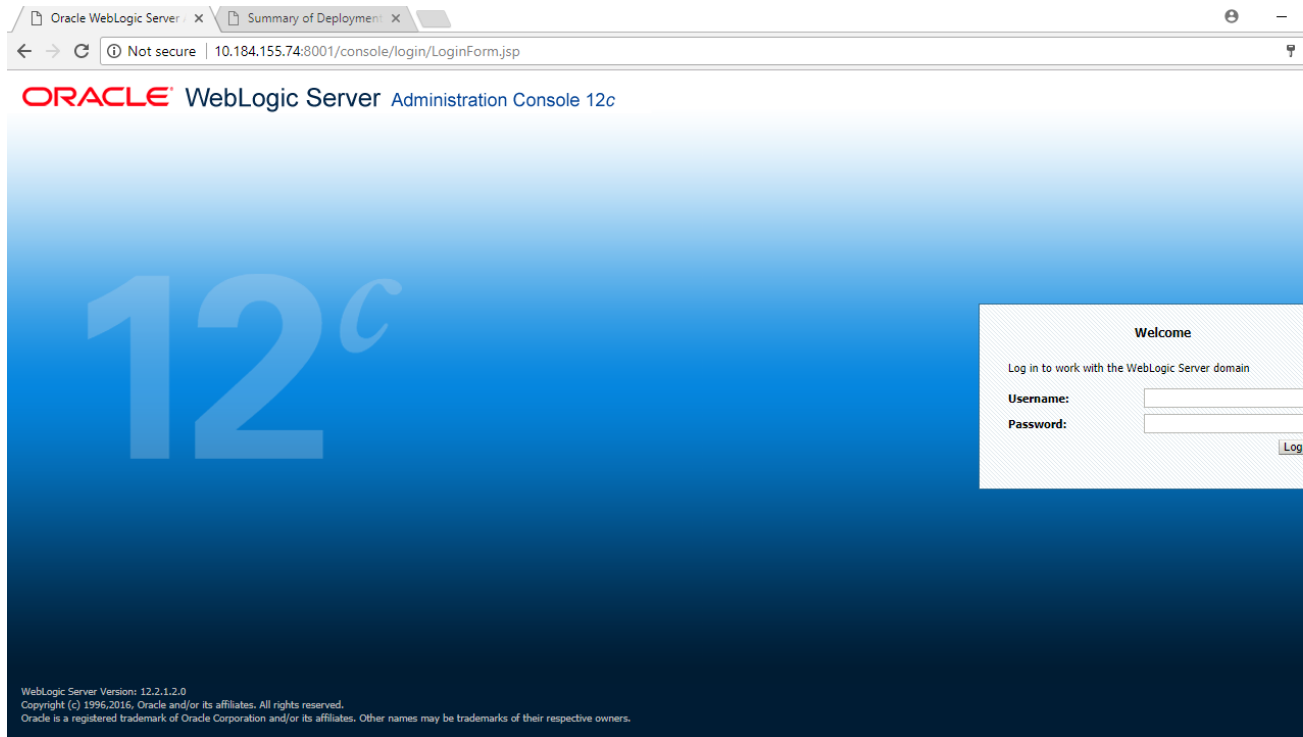 Oracle WebLogic Server
Summary of Deployment
Not secure | 10.184.155.74:8001/console/login/LoginForm.jsp
ORACLE WebLogic Server Administration Console 12c
12c
Welcome
Log in to work with the WebLogic Server domain
Username:
Password:
Log
WebLogic Server Version: 12.2.1.2.0
Copyright (c) 1996,2016, Oracle and/or its affiliates. All rights reserved.
Oracle is a registered trademark of Oracle Corporation and/or its affiliates. Other names may be trademarks of their respective owners.